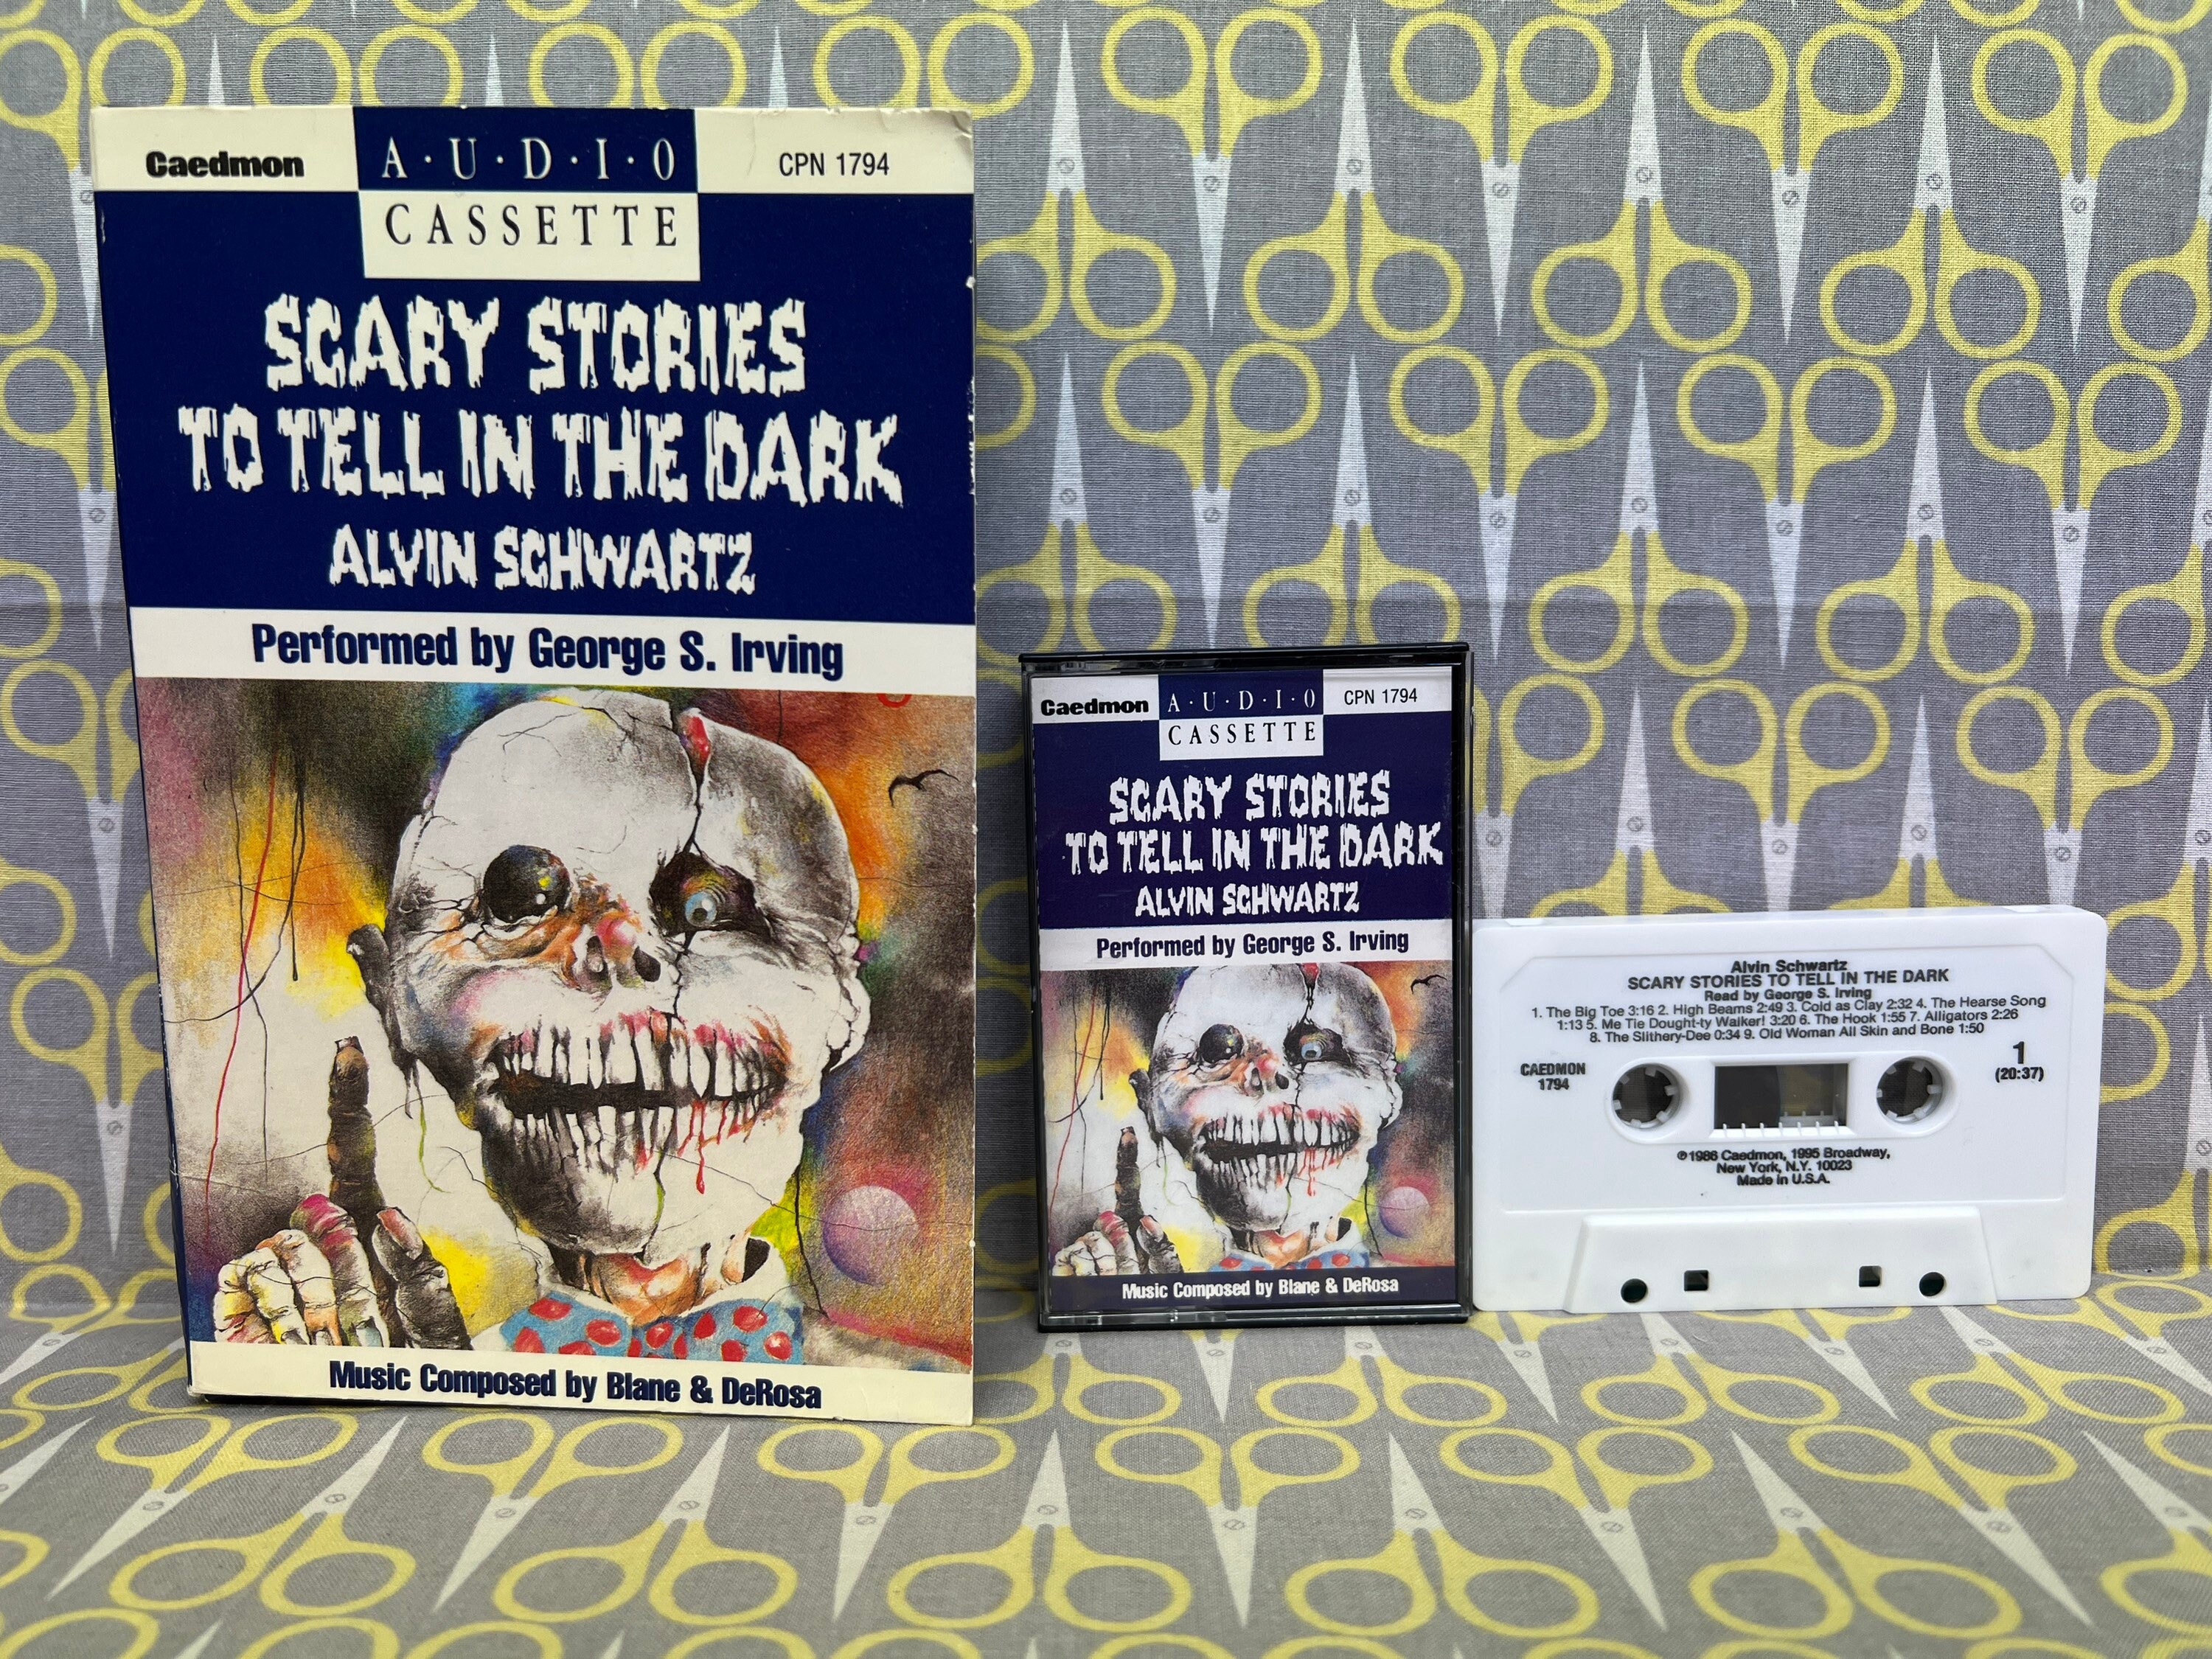 Caedmon
A·U·D·I·O
CASSETTE
CPN 1794
SCARY STORIES
TO TELL IN THE DARK
ALVIN SCHWARTZ
Performed by George S. Irving
Music Composed by Blane & DeRosa
Caedmon
A·U·D·I·O
CASSETTE
CPN 1794
SCARY STORIES
TO TELL IN THE DARK
ALVIN SCHWARTZ
Performed by George S. Irving
Music Composed by Blane & DeRosa
Alvin Schwartz
SCARY STORIES TO TELL IN THE DARK
Read by George S. Irving
1. The Big Toe 3:16 2. High Beams 2:49 3. Cold as Clay 2:32 4. The Hearse Song
1:13 5. Me Tie Dought-ty Walker! 3:20 6. The Hook 1:55 7. Alligators 2:26
8. The Slithery-Dee 0:34 9. Old Woman All Skin and Bone 1:50
CAEDMON
1794
1
(20:37)
℗1986 Caedmon, 1995 Broadway,
New York, N.Y. 10023
Made in U.S.A.